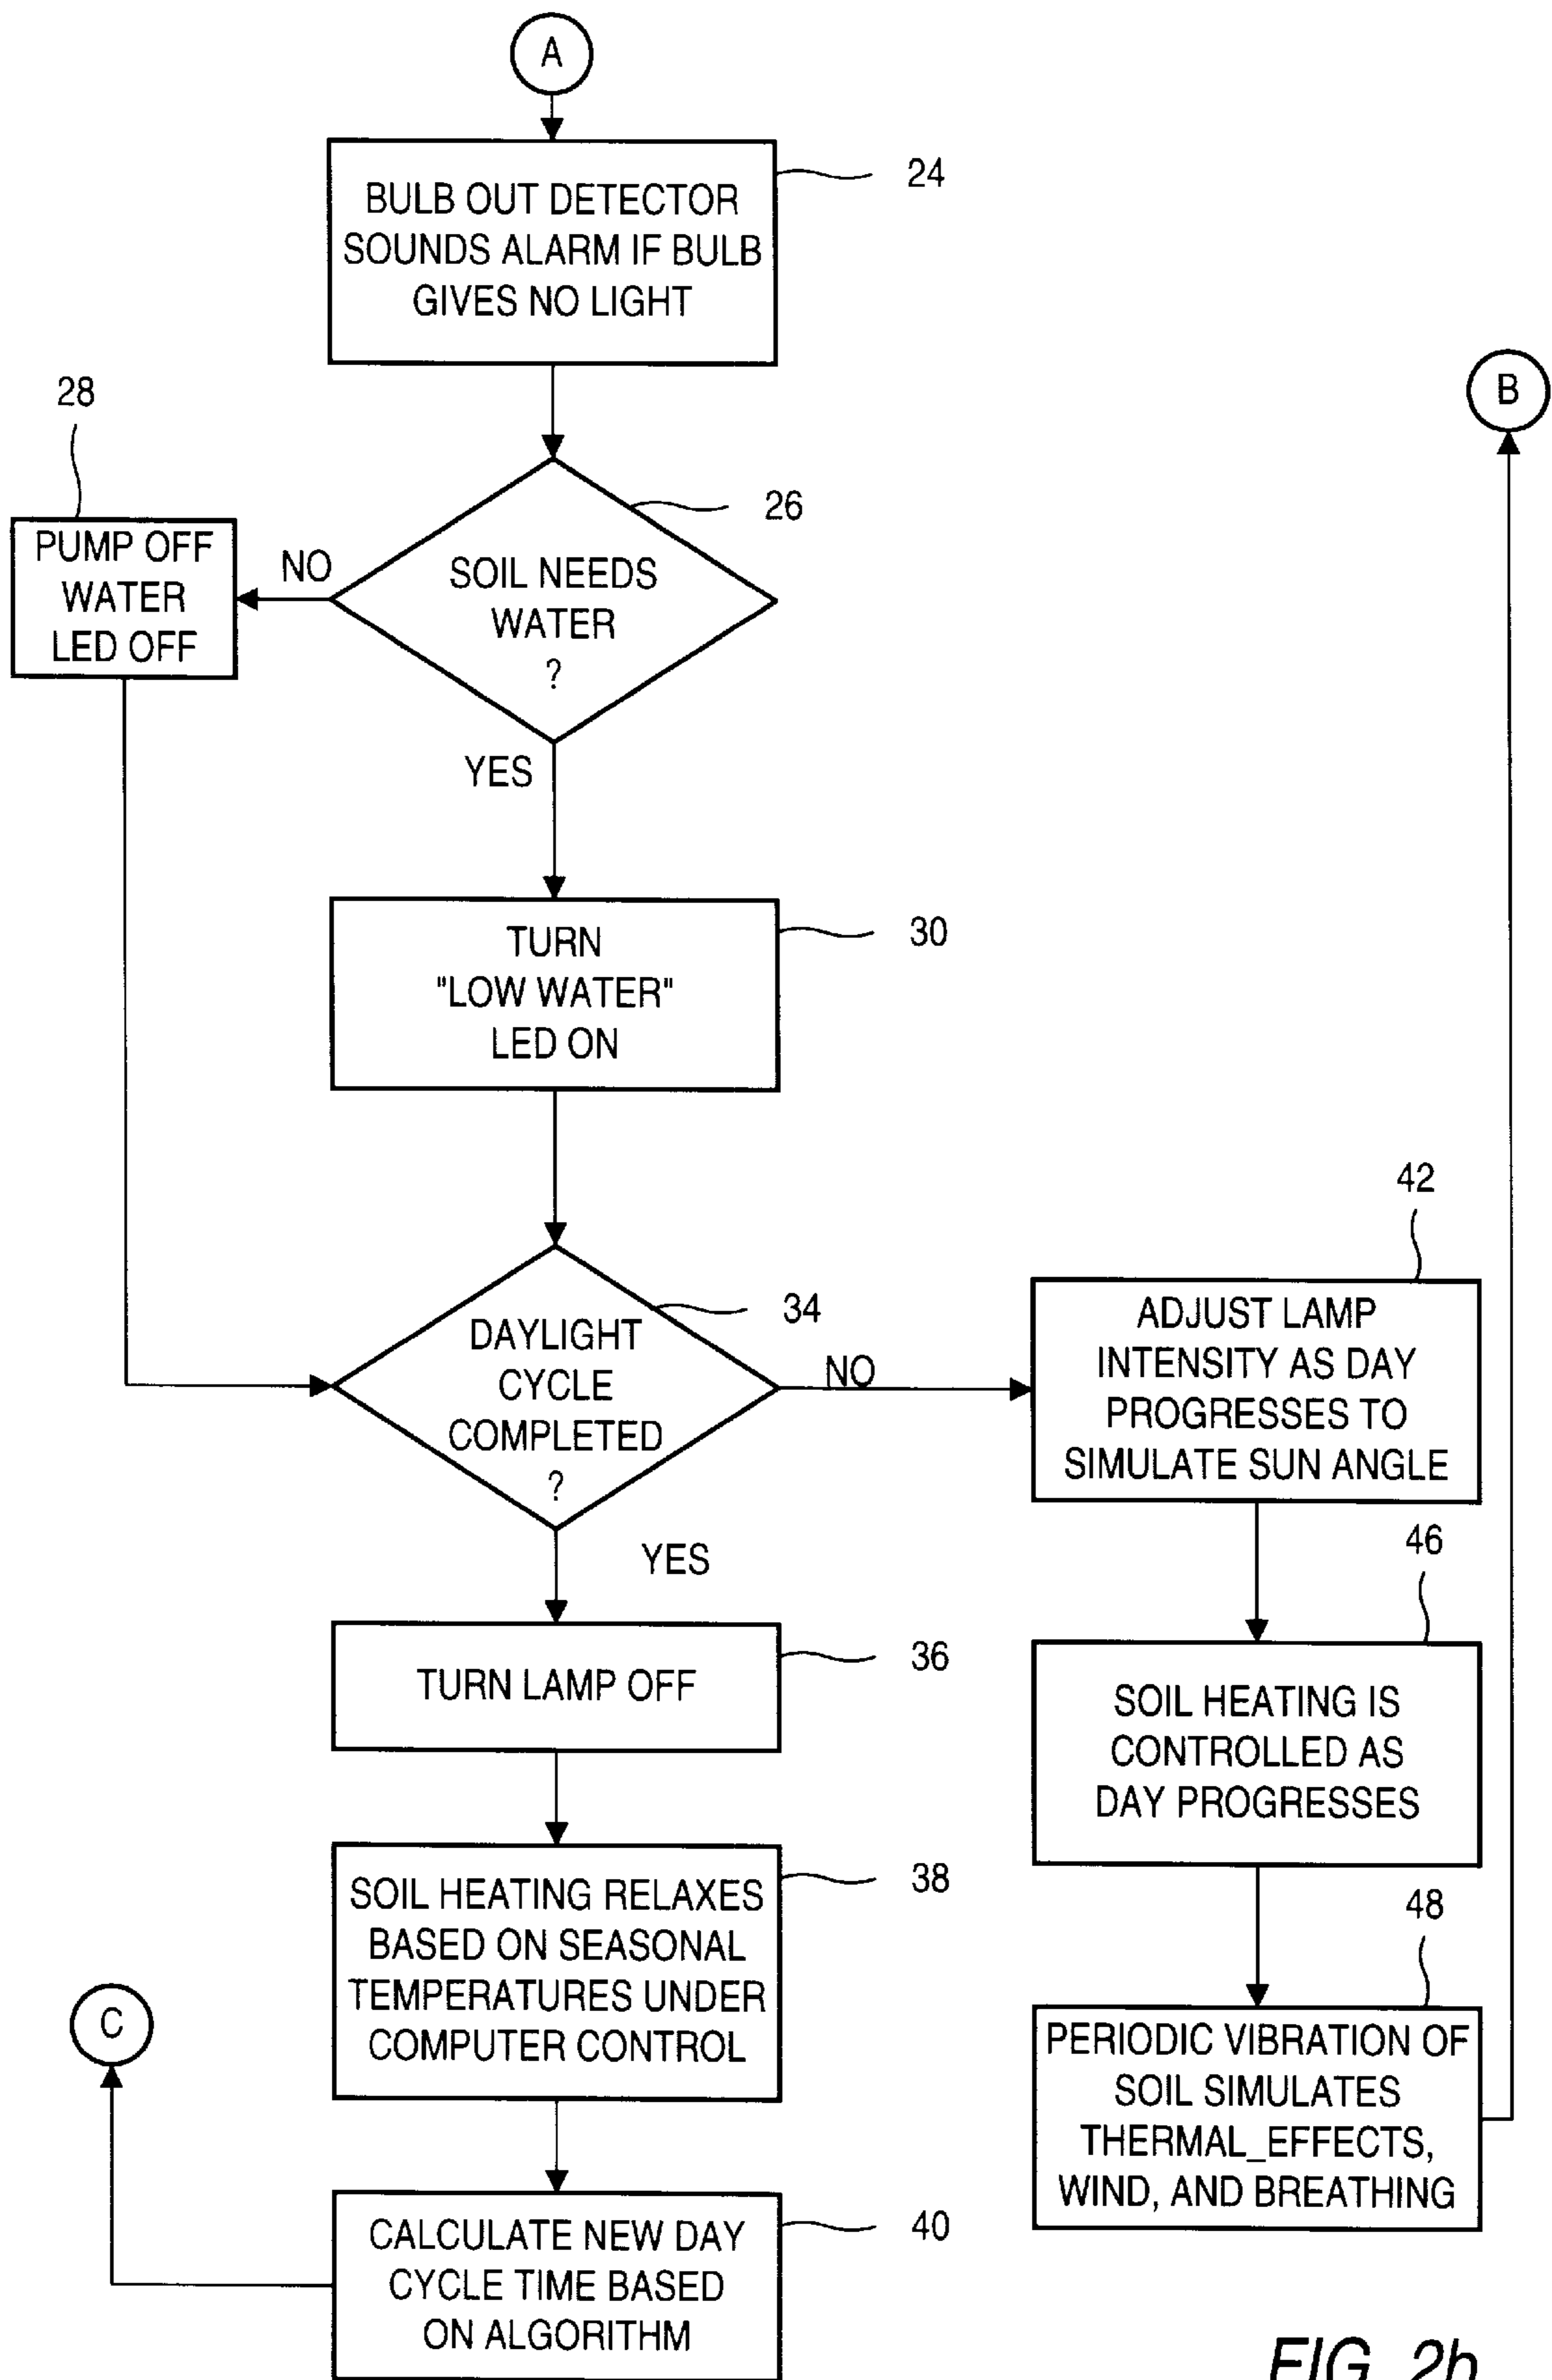 A
BULB OUT DETECTOR
SOUNDS ALARM IF BULB
GIVES NO LIGHT
24
B
28
26
PUMP OFF
WATER
LED OFF
NO
SOIL NEEDS
WATER
?
YES
TURN
"LOW WATER"
LED ON
30
42
34
DAYLIGHT
CYCLE
COMPLETED
?
NO
ADJUST LAMP
INTENSITY AS DAY
PROGRESSES TO
SIMULATE SUN ANGLE
YES
46
TURN LAMP OFF
36
SOIL HEATING IS
CONTROLLED AS
DAY PROGRESSES
SOIL HEATING RELAXES
BASED ON SEASONAL
TEMPERATURES UNDER
COMPUTER CONTROL
38
48
C
PERIODIC VIBRATION OF
SOIL SIMULATES
THERMAL_EFFECTS,
WIND, AND BREATHING
CALCULATE NEW DAY
CYCLE TIME BASED
ON ALGORITHM
40
FIG. 2b